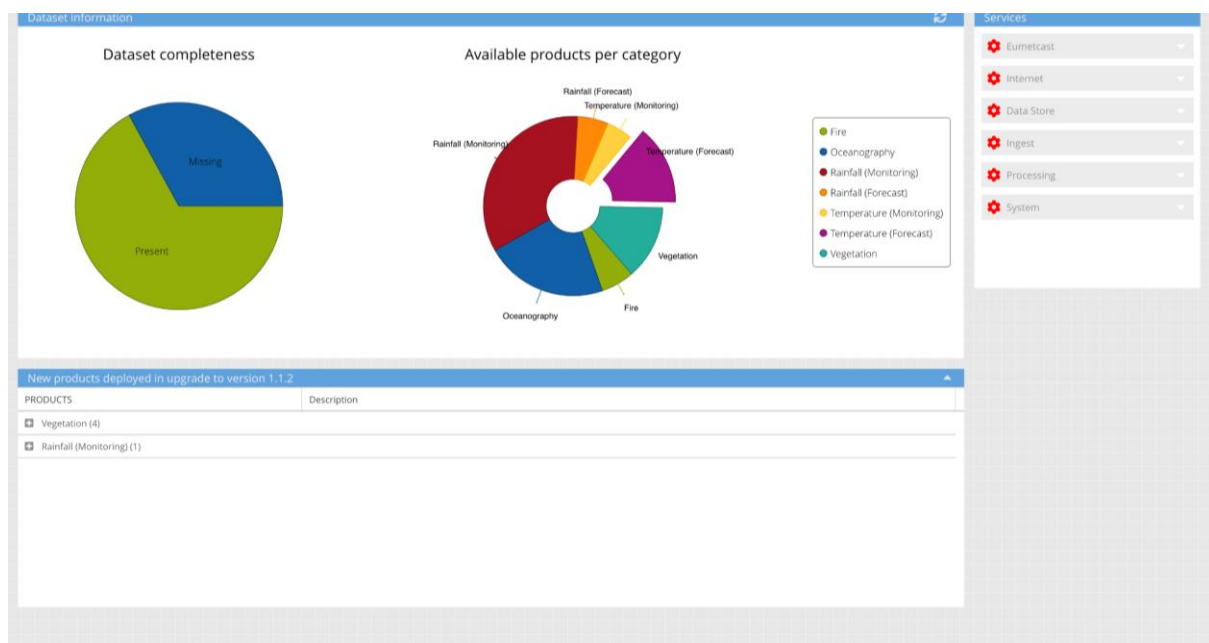 Dataset information
Dataset completeness
Missing
Present
Available products per category
Rainfall (Forecast)
Temperature (Monitoring)
Rainfall (Monitoring)
Temperature (Forecast)
Vegetation
Fire
Oceanography
Fire
Oceanography
Rainfall (Monitoring)
Rainfall (Forecast)
Temperature (Monitoring)
Temperature (Forecast)
Vegetation
Services
Eumetcast
Internet
Data Store
Ingest
Processing
System
New products deployed in upgrade to version 1.1.2
PRODUCTS Description
Vegetation (4)
Rainfall (Monitoring) (1)